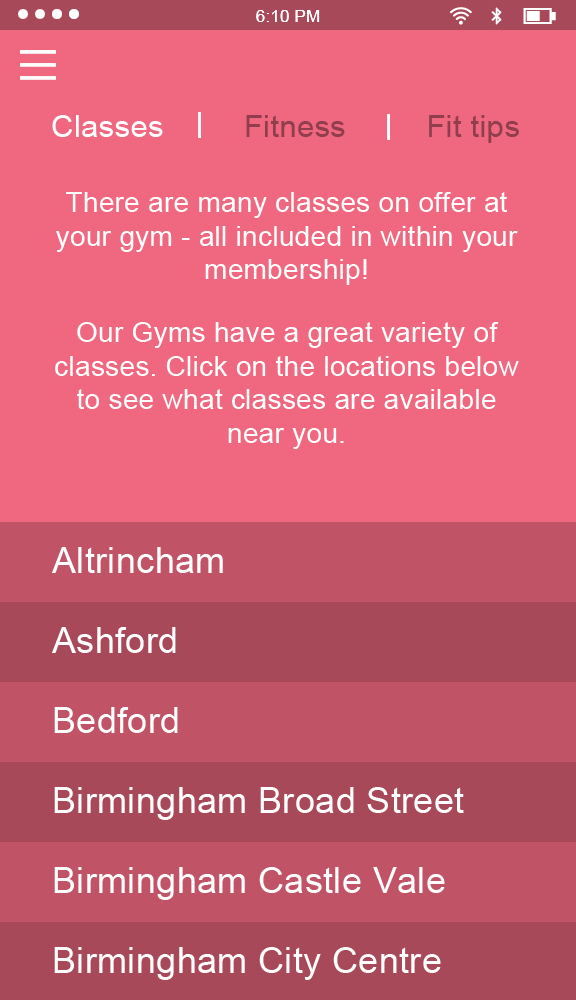 6:10 PM
Classes | Fitness | Fit tips
There are many classes on offer at
your gym - all included in within your
membership!
Our Gyms have a great variety of
classes. Click on the locations below
to see what classes are available
near you.
Altrincham
Ashford
Bedford
Birmingham Broad Street
Birmingham Castle Vale
Birmingham City Centre